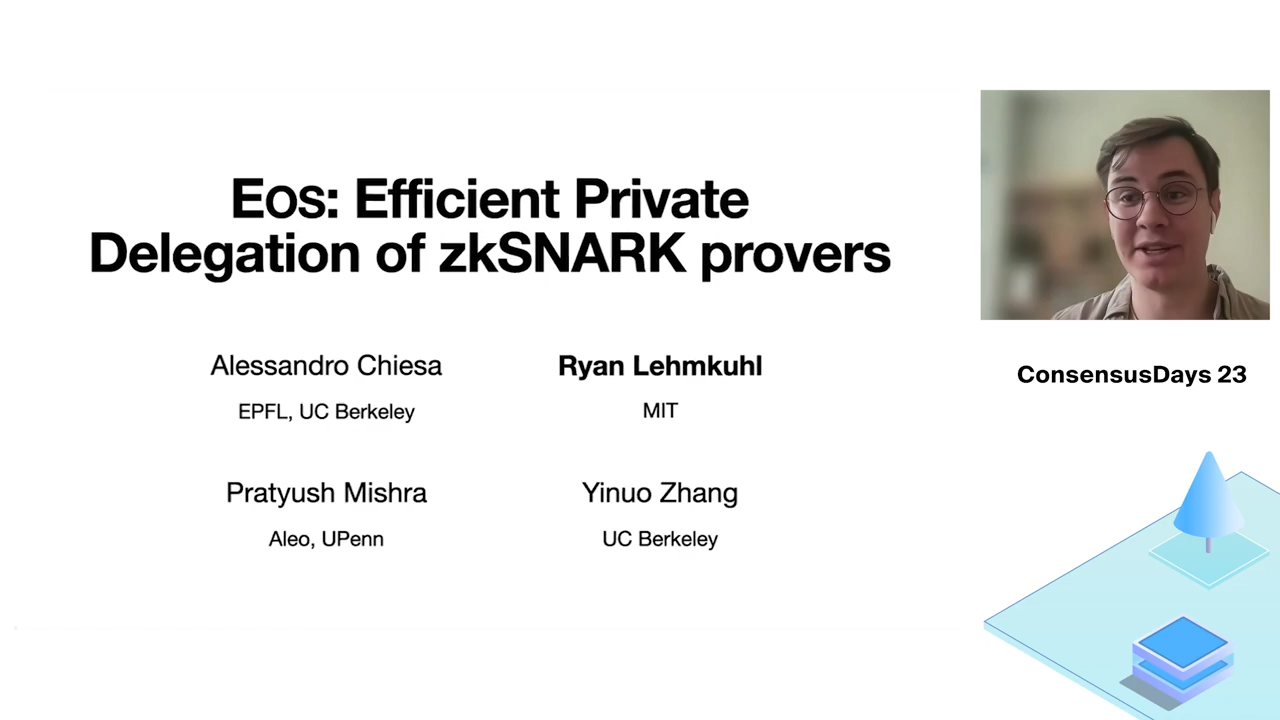 Eos: Efficient Private
Delegation of zkSNARK provers
Alessandro Chiesa
EPFL, UC Berkeley
Ryan Lehmkuhl
MIT
Pratyush Mishra
Aleo, UPenn
Yinuo Zhang
UC Berkeley
ConsensusDays 23